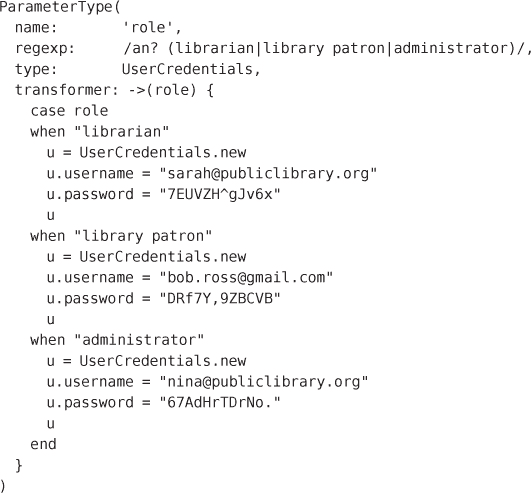 ParameterType(
  name:       'role',
  regexp:     /an? (librarian|library patron|administrator)/,
  type:       UserCredentials,
  transformer: ->(role) {
    case role
    when "librarian"
      u = UserCredentials.new
      u.username = "sarah@publiclibrary.org"
      u.password = "7EUVZH^gJv6x"
      u
    when "library patron"
      u = UserCredentials.new
      u.username = "bob.ross@gmail.com"
      u.password = "DRf7Y,9ZBCVB"
      u
    when "administrator"
      u = UserCredentials.new
      u.username = "nina@publiclibrary.org"
      u.password = "67AdHrTDrNo."
      u
    end
  }
)